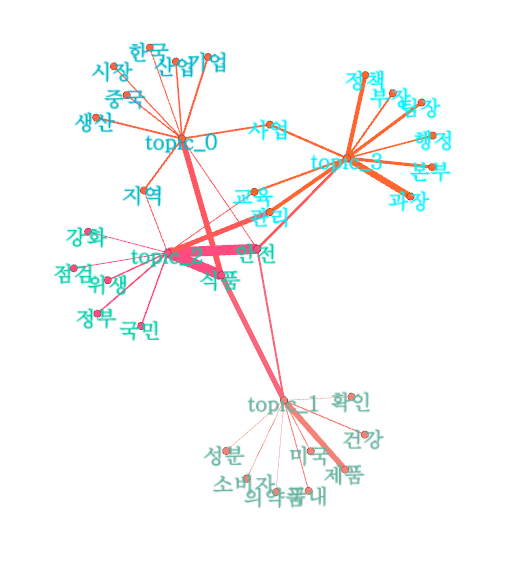 한국
기업
산업
시장
정책
중국
부장
팀장
생산
사업
행정
topic_0
topic_3
본부
지역
교육
과장
관리
강화
안전
topic_2
점검
식품
위생
정부
국민
topic_1
확인
건강
성분
미국
제품
소비자
의약품
국내